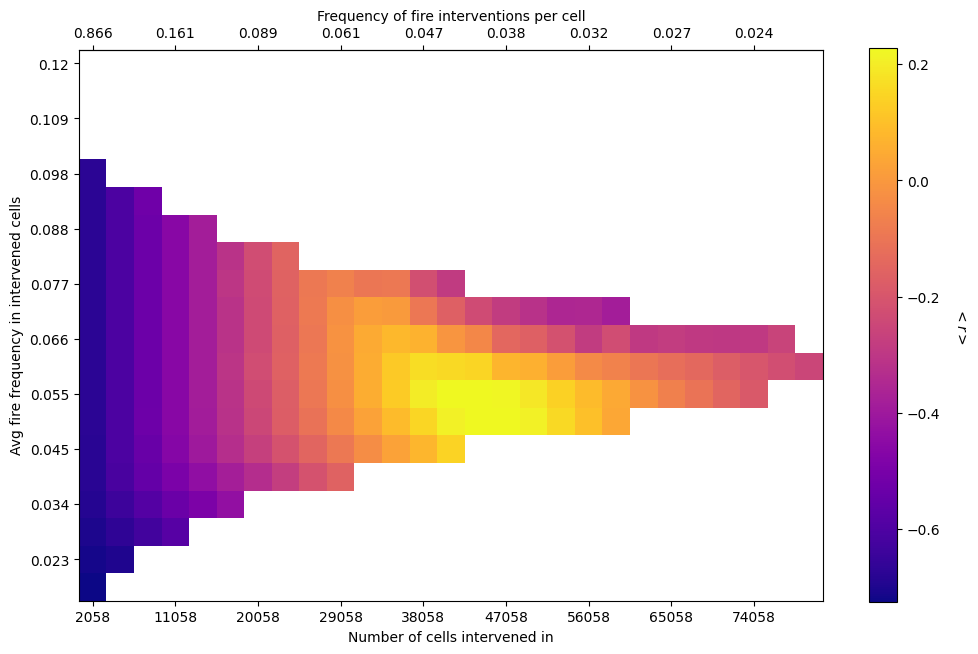 Frequency of fire interventions per cell
0.866 0.161 0.089 0.061 0.047 0.038 0.032 0.027 0.024
Avg fire frequency in intervened cells
0.12
0.109
0.098
0.088
0.077
0.066
0.055
0.045
0.034
0.023
2058 11058 20058 29058 38058 47058 56058 65058 74058
Number of cells intervened in
0.2
0.0
−0.2
−0.4
−0.6
< r >